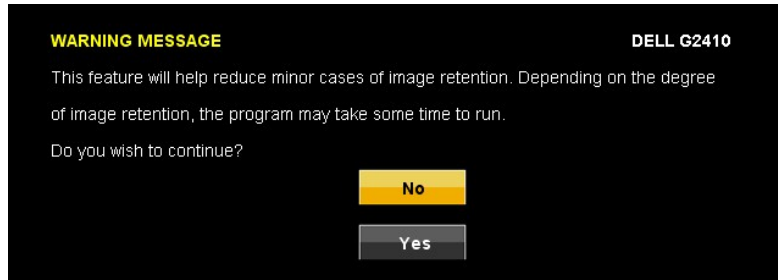 WARNING MESSAGE DELL G2410
This feature will help reduce minor cases of image retention. Depending on the degree
of image retention, the program may take some time to run.
Do you wish to continue?
No
Yes